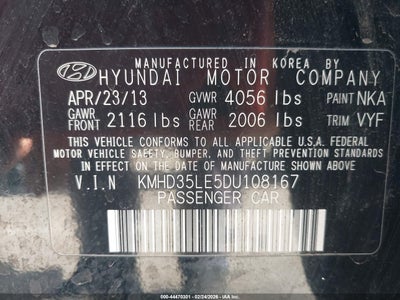 MANUFACTURED IN KOREA BY
HYUNDAI MOTOR COMPANY
APR/23/13 GVWR 4056 lbs PAINT NKA
GAWR FRONT 2116 lbs GAWR REAR 2006 lbs TRIM VYF
THIS VEHICLE CONFORMS TO ALL APPLICABLE U.S.A. FEDERAL
MOTOR VEHICLE SAFETY, BUMPER, AND THEFT PREVENTION STANDARDS
IN EFFECT ON THE DATE OF MANUFACTURE SHOWN ABOVE
V.I.N KMHD35LE5DU108167
PASSENGER CAR
000-44470301 - 02/24/2026 - IAAI.COM